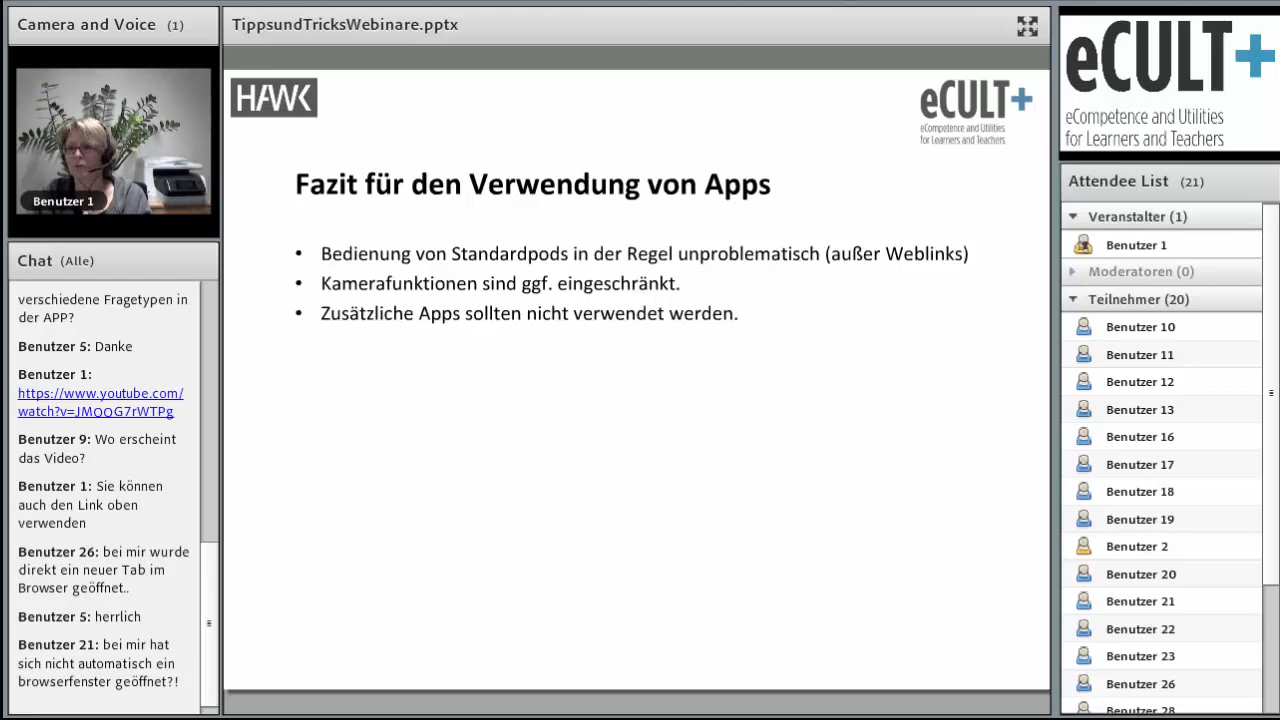 Camera and Voice (1)
Benutzer 1
Chat (Alle)
verschiedene Fragetypen in
der APP?
Benutzer 5: Danke
Benutzer 1:
https://www.youtube.com/
watch?v=JMOOG7rWTPg
Benutzer 9: Wo erscheint
das Video?
Benutzer 1: Sie können
auch den Link oben
verwenden
Benutzer 26: bei mir wurde
direkt ein neuer Tab im
Browser geöffnet..
Benutzer 5: herrlich
Benutzer 21: bei mir hat
sich nicht automatisch ein
browserfenster geöffnet?!
TippsundTricksWebinare.pptx
HAWK
eCULT+
eCompetence and Utilities
for Learners and Teachers
Fazit für den Verwendung von Apps
• Bedienung von Standardpods in der Regel unproblematisch (außer Weblinks)
• Kamerafunktionen sind ggf. eingeschränkt.
• Zusätzliche Apps sollten nicht verwendet werden.
eCULT+
eCompetence and Utilities
for Learners and Teachers
Attendee List (21)
Veranstalter (1)
Benutzer 1
Moderatoren (0)
Teilnehmer (20)
Benutzer 10
Benutzer 11
Benutzer 12
Benutzer 13
Benutzer 16
Benutzer 17
Benutzer 18
Benutzer 19
Benutzer 2
Benutzer 20
Benutzer 21
Benutzer 22
Benutzer 23
Benutzer 26
Benutzer 28